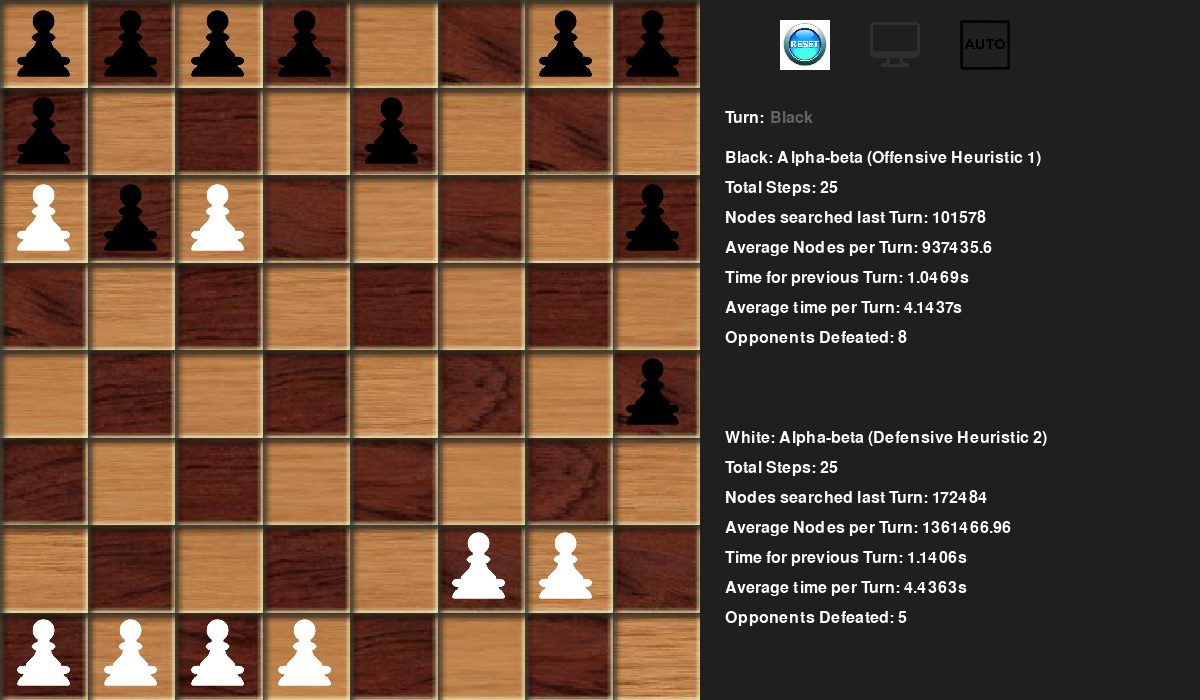 RESET
AUTO
Turn: Black
Black: Alpha-beta (Offensive Heuristic 1)
Total Steps: 25
Nodes searched last Turn: 101578
Average Nodes per Turn: 937435.6
Time for previous Turn: 1.0469s
Average time per Turn: 4.1437s
Opponents Defeated: 8
White: Alpha-beta (Defensive Heuristic 2)
Total Steps: 25
Nodes searched last Turn: 172484
Average Nodes per Turn: 1361466.96
Time for previous Turn: 1.1406s
Average time per Turn: 4.4363s
Opponents Defeated: 5